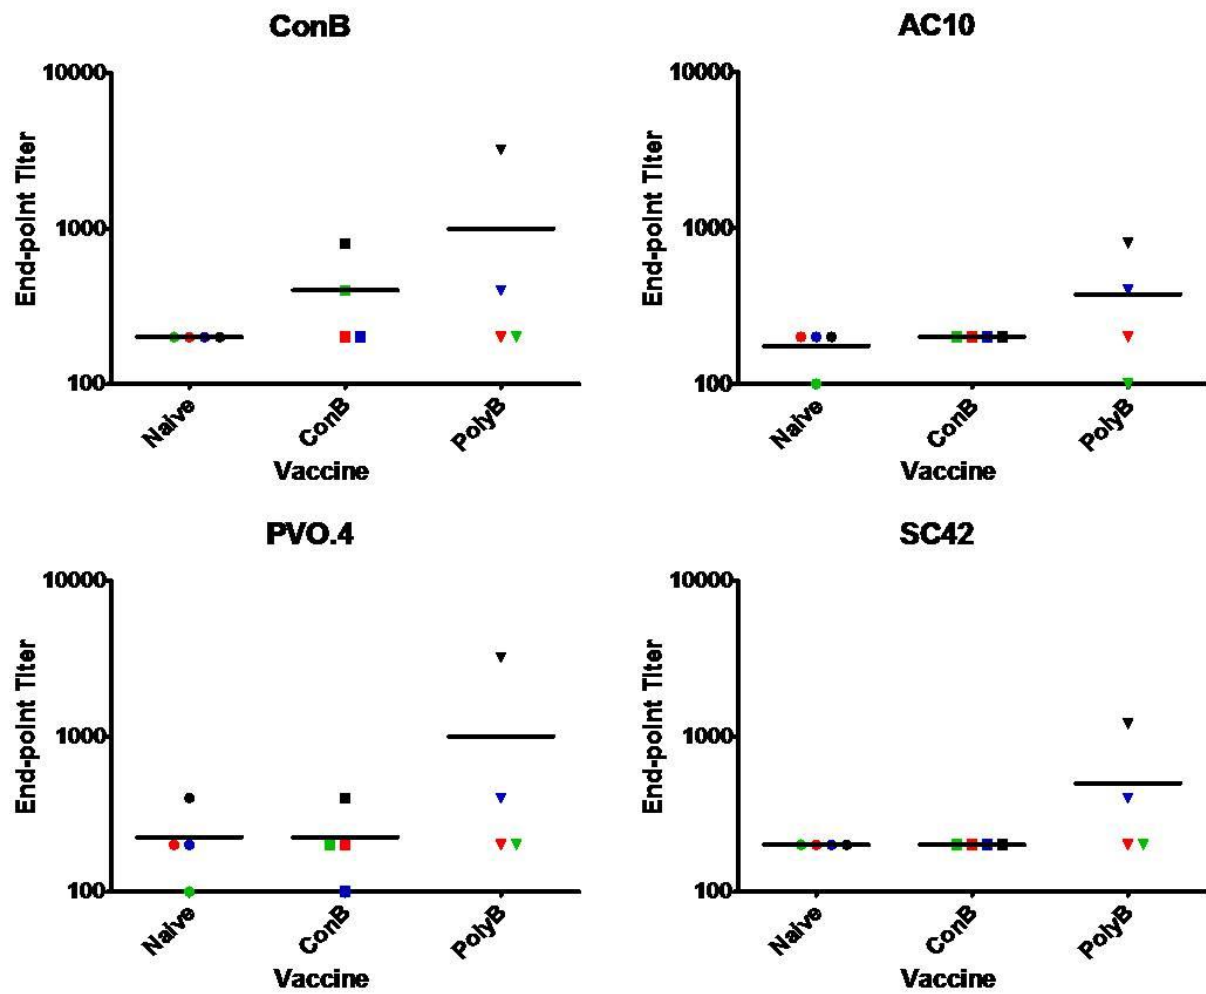 ConB
10000
1000
100
End-point Titer
Naive
ConB
PolyB
Vaccine
AC10
10000
1000
100
End-point Titer
Naive
ConB
PolyB
Vaccine
PVO.4
10000
1000
100
End-point Titer
Naive
ConB
PolyB
Vaccine
SC42
10000
1000
100
End-point Titer
Naive
ConB
PolyB
Vaccine